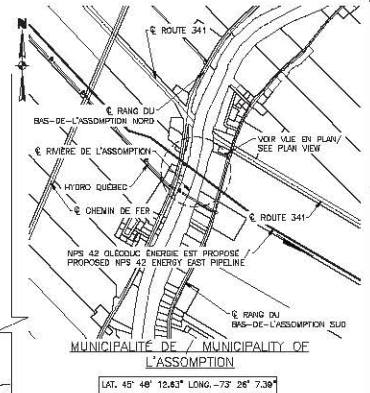 N
℄ ROUTE 341
℄ RANG DU
BAS-DE-L'ASSOMPTION NORD
℄ RIVIÈRE DE L'ASSOMPTION
VOIR VUE EN PLAN/
SEE PLAN VIEW
HYDRO QUÉBEC
℄ CHEMIN DE FER
℄ ROUTE 341
NPS 42 OLÉODUC ÉNERGIE EST PROPOSÉ
PROPOSED NPS 42 ENERGY EAST PIPELINE
℄ RANG DU
BAS-DE-L'ASSOMPTION SUD
MUNICIPALITÉ DE / MUNICIPALITY OF
L'ASSOMPTION
LAT. 45° 48' 12.63" LONG. -73° 26' 7.39"